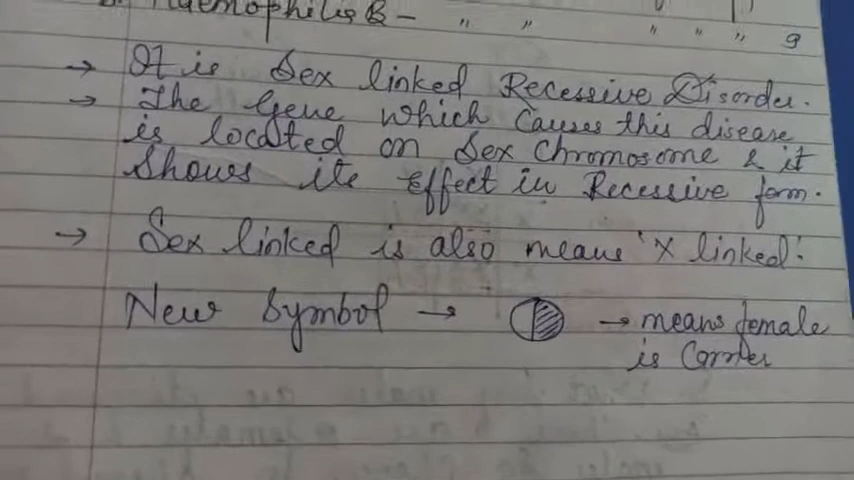 Haemophilia B – " " " " " 9
→ It is Sex linked Recessive Disorder.
→ The Gene which causes this disease
is located on Sex Chromosome & it
Shows its Effect in Recessive form.
→ Sex linked is also means 'X linked'.
New Symbol → → means female
is Carrier